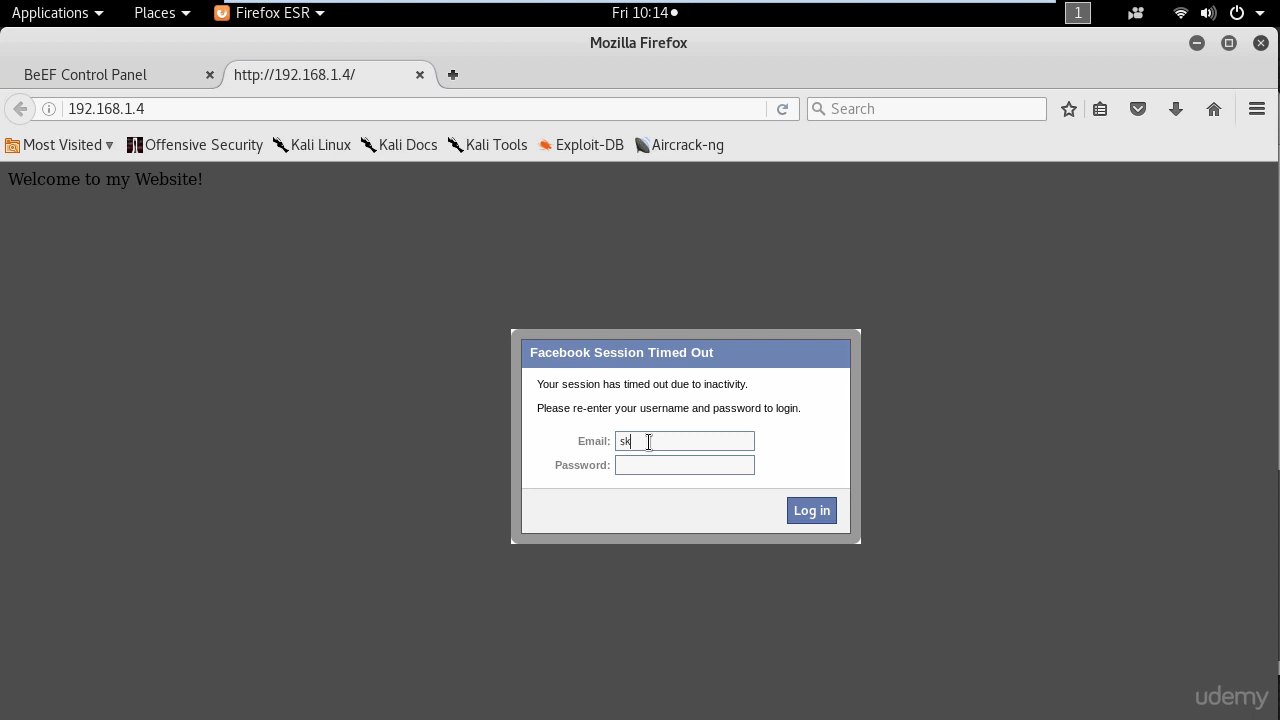 Applications Places Firefox ESR Fri 10:14 1
Mozilla Firefox
BeEF Control Panel http://192.168.1.4/
192.168.1.4 Search
Most Visited Offensive Security Kali Linux Kali Docs Kali Tools Exploit-DB Aircrack-ng
Welcome to my Website!
Facebook Session Timed Out
Your session has timed out due to inactivity.
Please re-enter your username and password to login.
Email: sk
Password:
Log in
udemy